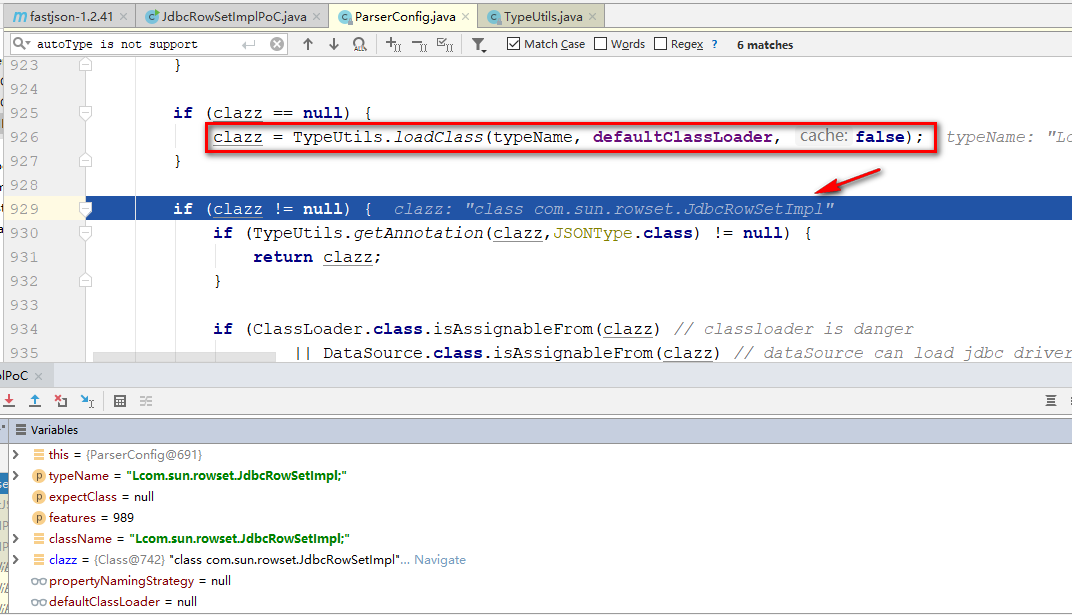 fastjson-1.2.41 JdbcRowSetImplPoC.java ParserConfig.java TypeUtils.java
autoType is not support Match Case Words Regex ? 6 matches
923 }
924
925 if (clazz == null) {
926 clazz = TypeUtils.loadClass(typeName, defaultClassLoader, cache: false); typeName: "Lc
927 }
928
929 if (clazz != null) { clazz: "class com.sun.rowset.JdbcRowSetImpl"
930 if (TypeUtils.getAnnotation(clazz,JSONType.class) != null) {
931 return clazz;
932 }
933
934 if (ClassLoader.class.isAssignableFrom(clazz) // classloader is danger
935 || DataSource.class.isAssignableFrom(clazz) // dataSource can load jdbc driver
lPoC
Variables
this = {ParserConfig@691}
typeName = "Lcom.sun.rowset.JdbcRowSetImpl;"
expectClass = null
features = 989
className = "Lcom.sun.rowset.JdbcRowSetImpl;"
clazz = {Class@742} "class com.sun.rowset.JdbcRowSetImpl"... Navigate
propertyNamingStrategy = null
defaultClassLoader = null